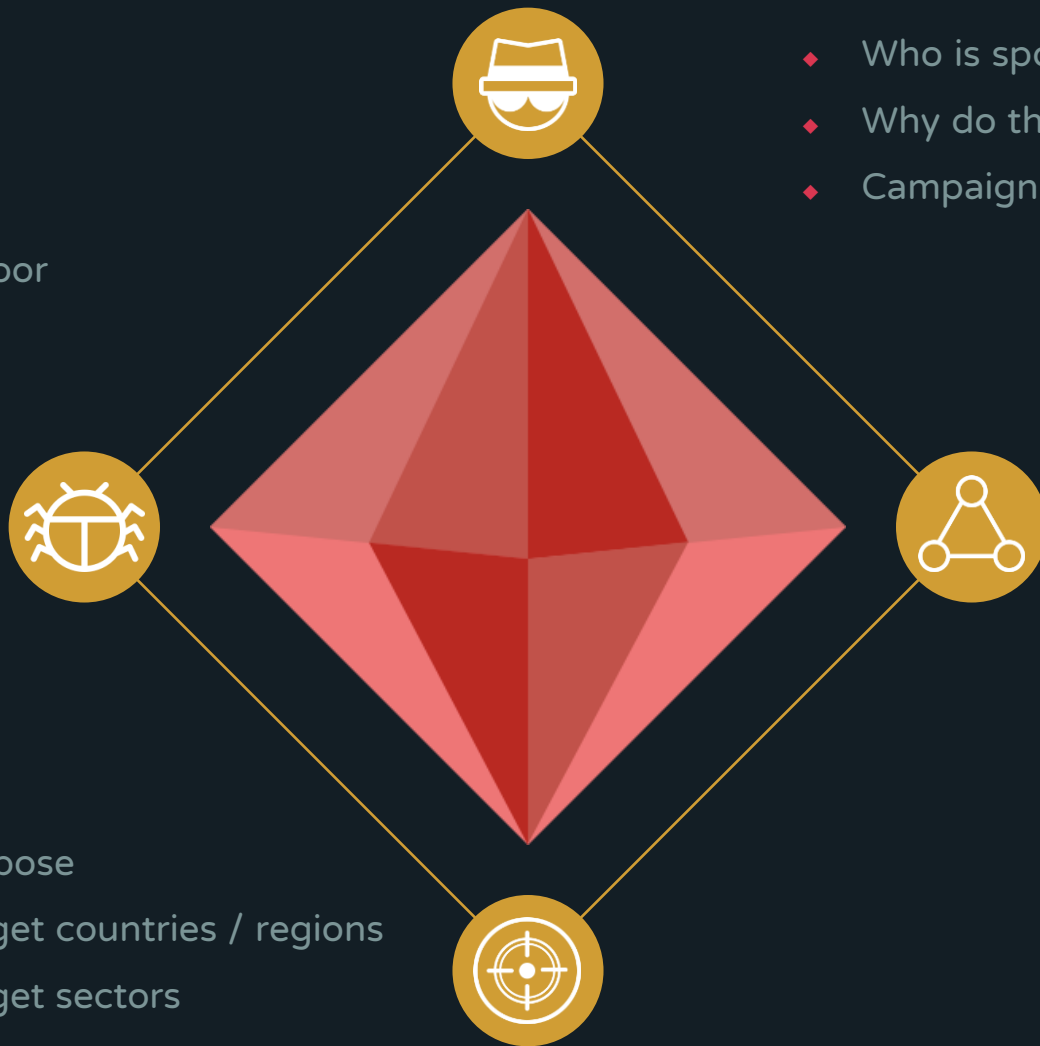 Who is spo
Why do th
Campaign
oor
pose
get countries / regions
get sectors